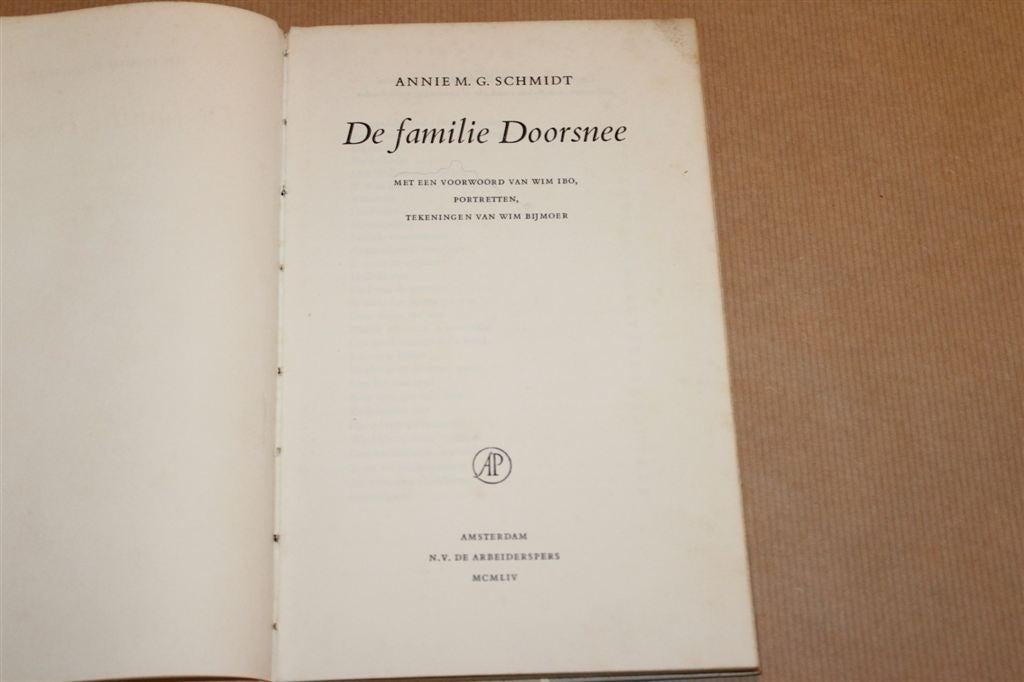 ANNIE M. G. SCHMIDT
De familie Doorsnee
MET EEN VOORWOORD VAN WIM IBO,
PORTRETTEN,
TEKENINGEN VAN WIM BIJMOER
AP
AMSTERDAM
N.V. DE ARBEIDERSPERS
MCMLIV